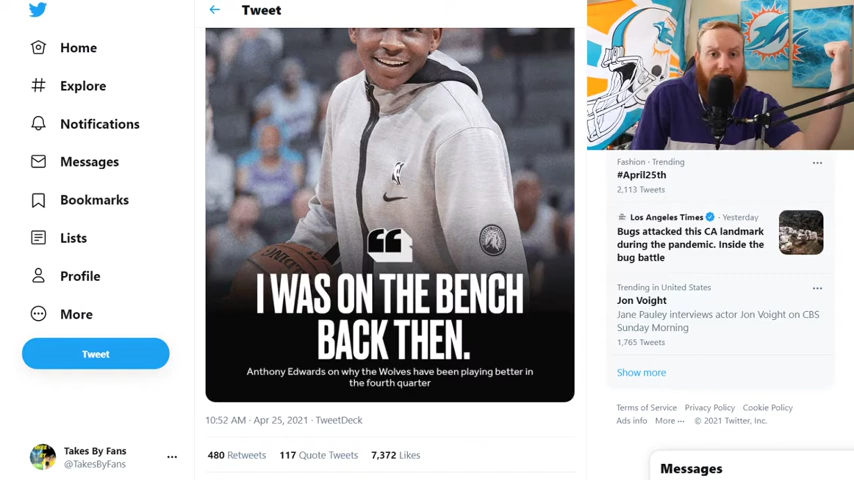 Tweet
Home
Explore
Notifications
Messages
Bookmarks
Lists
Profile
More
Tweet
Takes By Fans
@TakesByFans
I WAS ON THE BENCH
BACK THEN.
Anthony Edwards on why the Wolves have been playing better in
the fourth quarter
10:52 AM · Apr 25, 2021 · TweetDeck
480 Retweets 117 Quote Tweets 7,372 Likes
Fashion · Trending
#April25th
2,113 Tweets
Los Angeles Times · Yesterday
Bugs attacked this CA landmark
during the pandemic. Inside the
bug battle
Trending in United States
Jon Voight
Jane Pauley interviews actor Jon Voight on CBS
Sunday Morning
1,765 Tweets
Show more
Terms of Service Privacy Policy Cookie Policy
Ads info More ··· © 2021 Twitter, Inc.
Messages